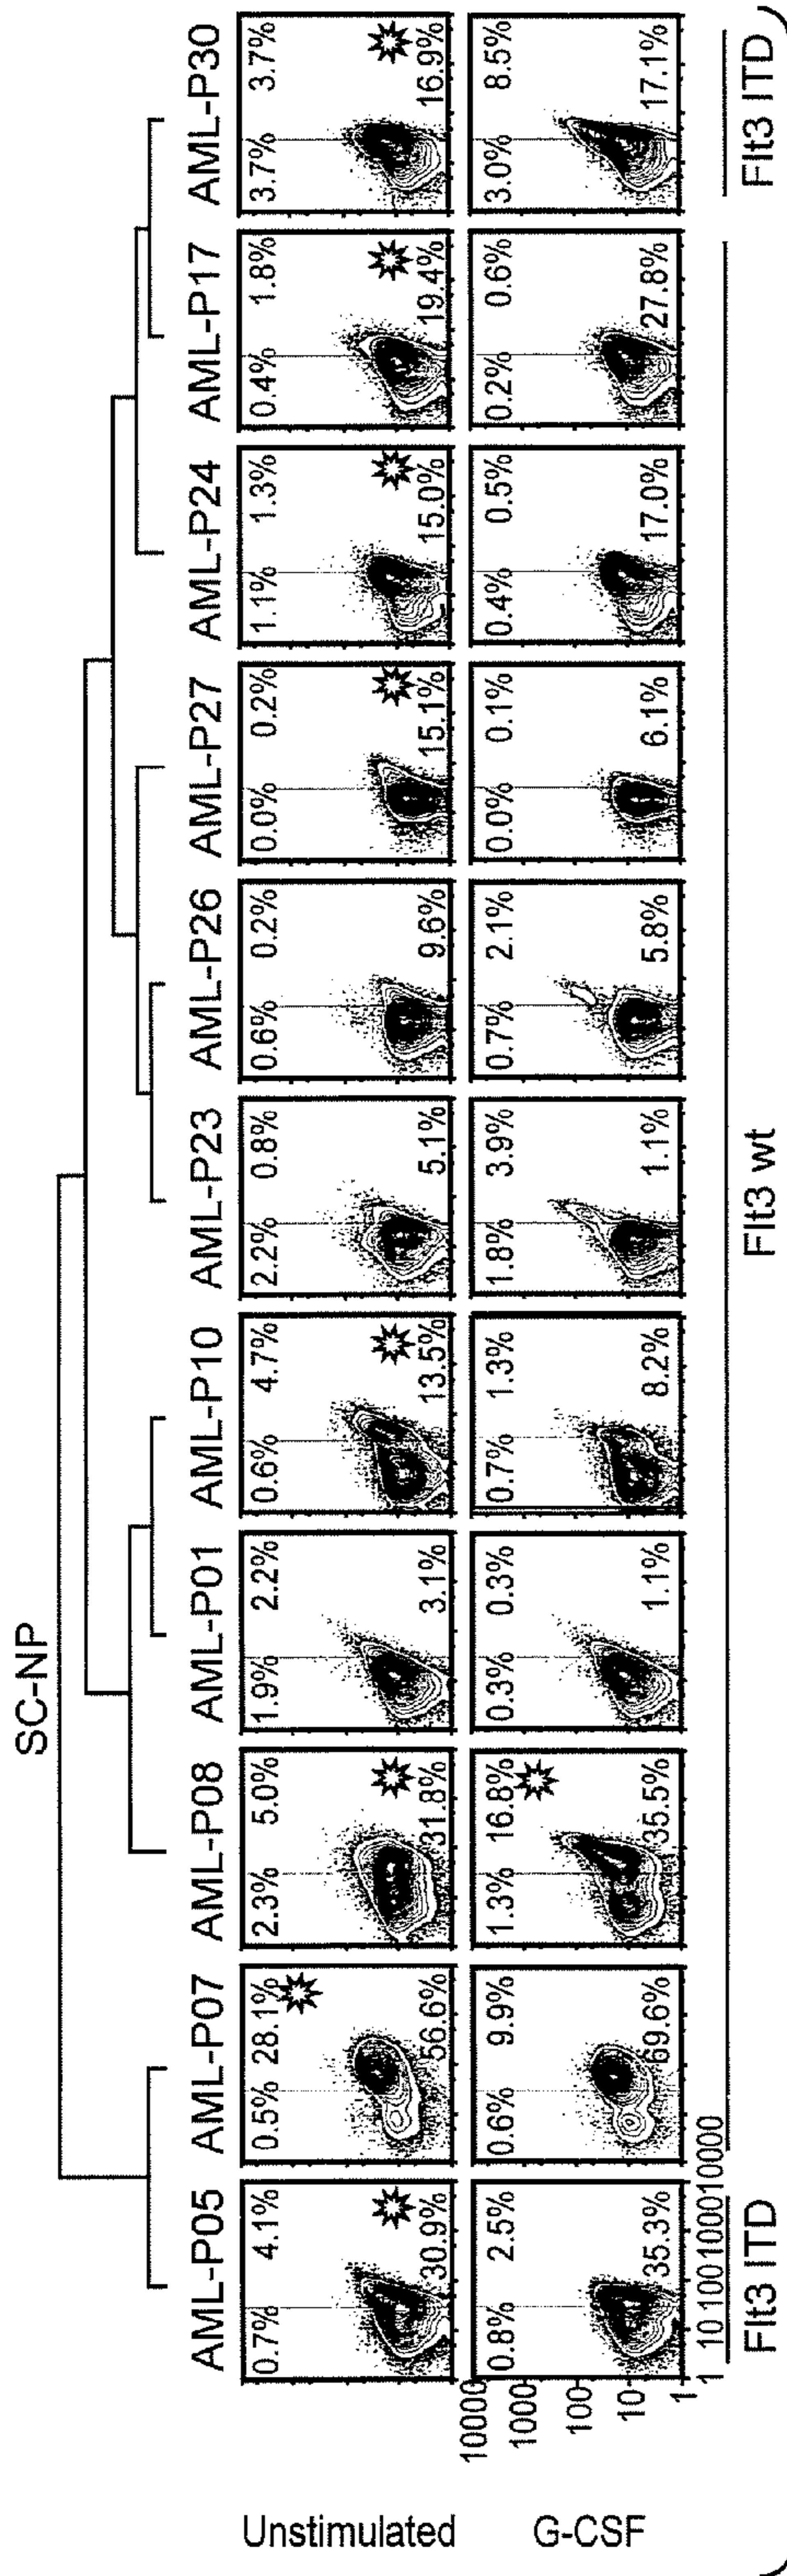 SC-NP
AML-P05 AML-P07 AML-P08 AML-P01 AML-P10 AML-P23 AML-P26 AML-P27 AML-P24 AML-P17 AML-P30
Unstimulated
0.7% 4.1% 0.5% 28.1% 2.3% 5.0% 1.9% 2.2% 0.6% 4.7% 2.2% 0.8% 0.6% 0.2% 0.0% 0.2% 1.1% 1.3% 0.4% 1.8% 3.7% 3.7%
30.9% 56.6% 31.8% 3.1% 13.5% 5.1% 9.6% 15.1% 15.0% 19.4% 16.9%
G-CSF
10000
0.8% 2.5% 0.6% 9.9% 1.3% 16.8% 0.3% 0.3% 0.7% 1.3% 1.8% 3.9% 0.7% 2.1% 0.0% 0.1% 0.4% 0.5% 0.2% 0.6% 3.0% 8.5%
1000
100
10
35.3% 69.6% 35.5% 1.1% 8.2% 1.1% 5.8% 6.1% 17.0% 27.8% 17.1%
1
1 10 100 1000 10000
Flt3 ITD Flt3 wt Flt3 ITD